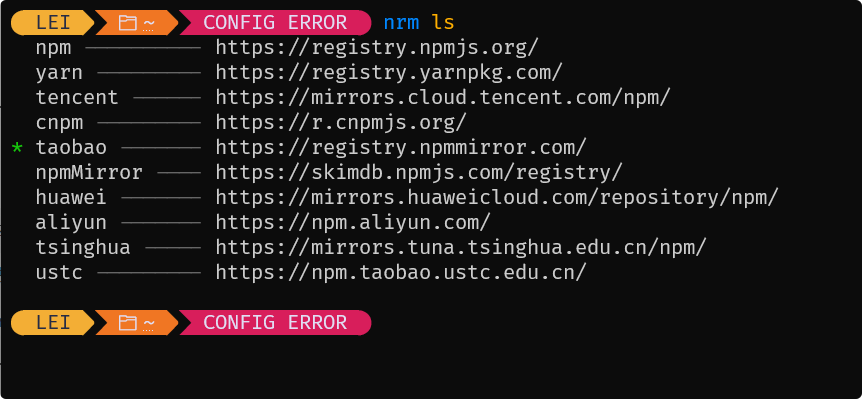 LEI ~ CONFIG ERROR nrm ls
npm ────────── https://registry.npmjs.org/
yarn ───────── https://registry.yarnpkg.com/
tencent ────── https://mirrors.cloud.tencent.com/npm/
cnpm ───────── https://r.cnpmjs.org/
* taobao ─────── https://registry.npmmirror.com/
npmMirror ──── https://skimdb.npmjs.com/registry/
huawei ─────── https://mirrors.huaweicloud.com/repository/npm/
aliyun ─────── https://npm.aliyun.com/
tsinghua ───── https://mirrors.tuna.tsinghua.edu.cn/npm/
ustc ───────── https://npm.taobao.ustc.edu.cn/
LEI ~ CONFIG ERROR